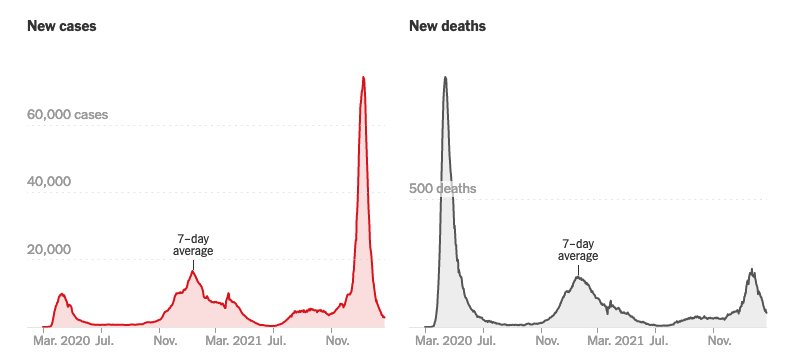 New cases
60,000 cases
40,000
20,000
7–day
average
Mar. 2020 Jul. Nov. Mar. 2021 Jul. Nov.
New deaths
500 deaths
7–day
average
Mar. 2020 Jul. Nov. Mar. 2021 Jul. Nov.